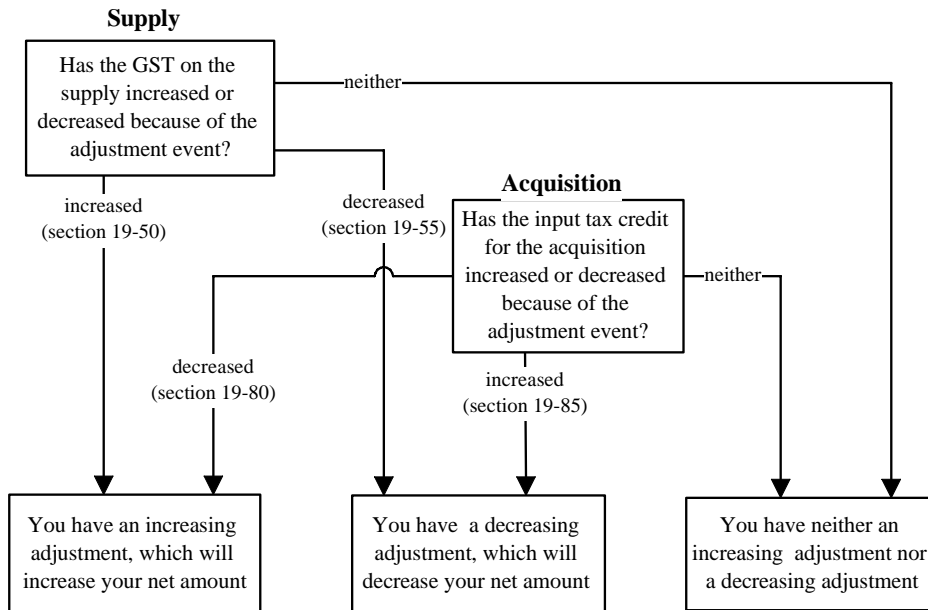 Supply
Has the GST on the
supply increased or
decreased because of the
adjustment event?
neither
increased
(section 19-50)
decreased
(section 19-55)
Acquisition
Has the input tax credit
for the acquisition
increased or decreased
because of the
adjustment event?
neither
decreased
(section 19-80)
increased
(section 19-85)
You have an increasing
adjustment, which will
increase your net amount
You have a decreasing
adjustment, which will
decrease your net amount
You have neither an
increasing adjustment nor
a decreasing adjustment